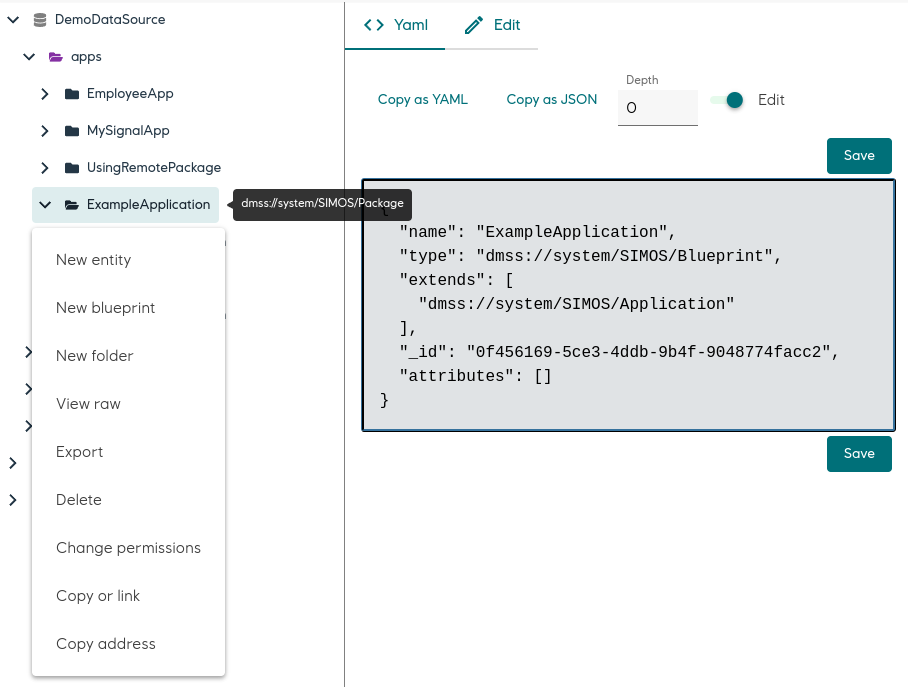 DemoDataSource
apps
EmployeeApp
MySignalApp
UsingRemotePackage
ExampleApplication
dmss://system/SIMOS/Package
New entity
New blueprint
New folder
View raw
Export
Delete
Change permissions
Copy or link
Copy address
Yaml
Edit
Copy as YAML
Copy as JSON
Depth
0
Edit
Save
{
"name": "ExampleApplication",
"type": "dmss://system/SIMOS/Blueprint",
"extends": [
"dmss://system/SIMOS/Application"
],
"_id": "0f456169-5ce3-4ddb-9b4f-9048774facc2",
"attributes": []
}
Save